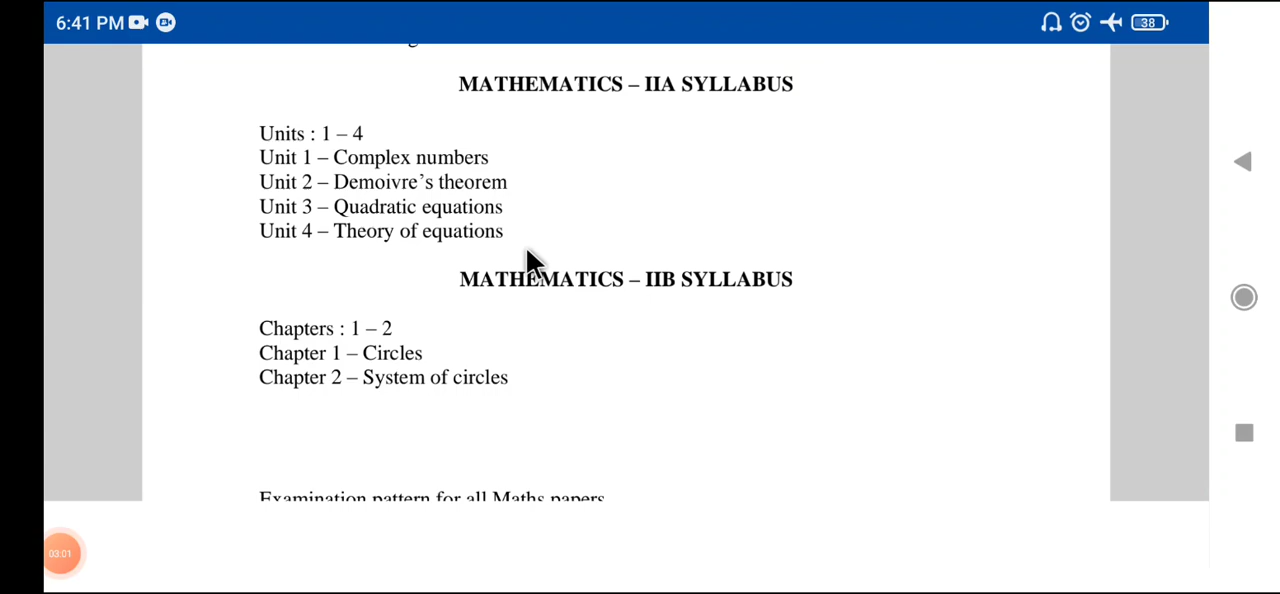 6:41 PM
38
MATHEMATICS – IIA SYLLABUS
Units : 1 – 4
Unit 1 – Complex numbers
Unit 2 – Demoivre’s theorem
Unit 3 – Quadratic equations
Unit 4 – Theory of equations
MATHEMATICS – IIB SYLLABUS
Chapters : 1 – 2
Chapter 1 – Circles
Chapter 2 – System of circles
Examination pattern for all Maths papers
03:01